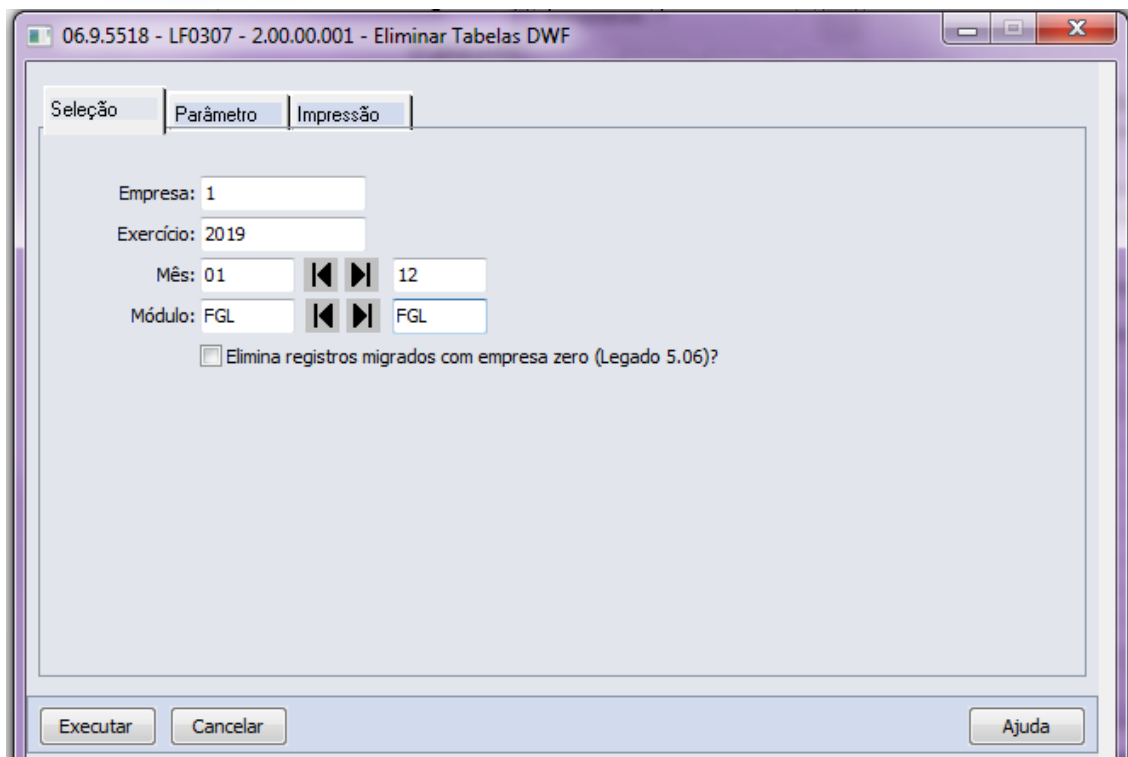 06.9.5518 - LF0307 - 2.00.00.001 - Eliminar Tabelas DWF
Seleção Parâmetro Impressão
Empresa: 1
Exercício: 2019
Mês: 01 12
Módulo: FGL FGL
Elimina registros migrados com empresa zero (Legado 5.06)?
Executar Cancelar Ajuda